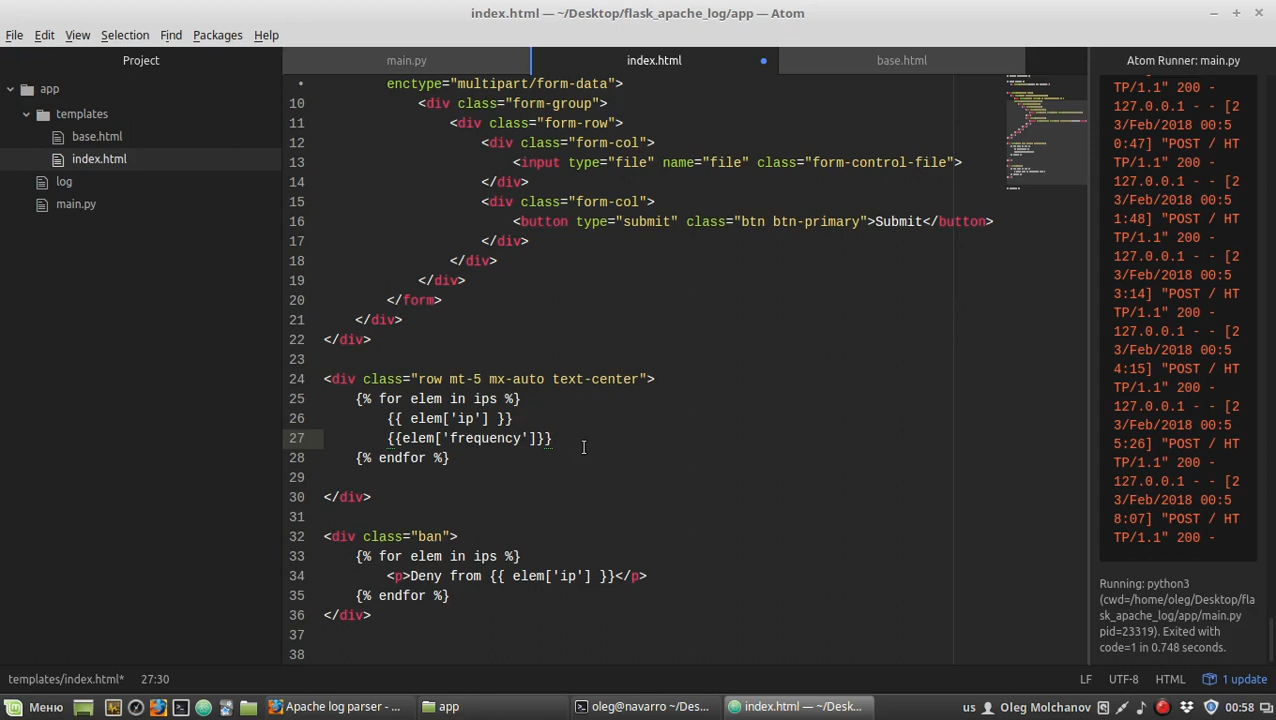 index.html — ~/Desktop/flask_apache_log/app — Atom
File Edit View Selection Find Packages Help
Project
main.py
index.html
base.html
Atom Runner: main.py
app
templates
base.html
index.html
log
main.py
enctype="multipart/form-data">
10 <div class="form-group">
11 <div class="form-row">
12 <div class="form-col">
13 <input type="file" name="file" class="form-control-file">
14 </div>
15 <div class="form-col">
16 <button type="submit" class="btn btn-primary">Submit</button>
17 </div>
18 </div>
19 </div>
20 </form>
21 </div>
22 </div>
23
24 <div class="row mt-5 mx-auto text-center">
25 {% for elem in ips %}
26 {{ elem['ip'] }}
27 {{elem['frequency']}}
28 {% endfor %}
29
30 </div>
31
32 <div class="ban">
33 {% for elem in ips %}
34 <p>Deny from {{ elem['ip'] }}</p>
35 {% endfor %}
36 </div>
37
38
TP/1.1" 200 -
127.0.0.1 - - [2
3/Feb/2018 00:5
0:47] "POST / HT
TP/1.1" 200 -
127.0.0.1 - - [2
3/Feb/2018 00:5
1:48] "POST / HT
TP/1.1" 200 -
127.0.0.1 - - [2
3/Feb/2018 00:5
3:14] "POST / HT
TP/1.1" 200 -
127.0.0.1 - - [2
3/Feb/2018 00:5
4:15] "POST / HT
TP/1.1" 200 -
127.0.0.1 - - [2
3/Feb/2018 00:5
5:26] "POST / HT
TP/1.1" 200 -
127.0.0.1 - - [2
3/Feb/2018 00:5
8:07] "POST / HT
TP/1.1" 200 -
Running: python3
(cwd=/home/oleg/Desktop/fla
sk_apache_log/app/main.py
pid=23319). Exited with
code=1 in 0.748 seconds.
templates/index.html* 27:30
LF UTF-8 HTML 1 update
Меню
Apache log parser - ...
app
oleg@navarro ~/Des...
index.html — ~/Desk...
us Oleg Molchanov 00:58